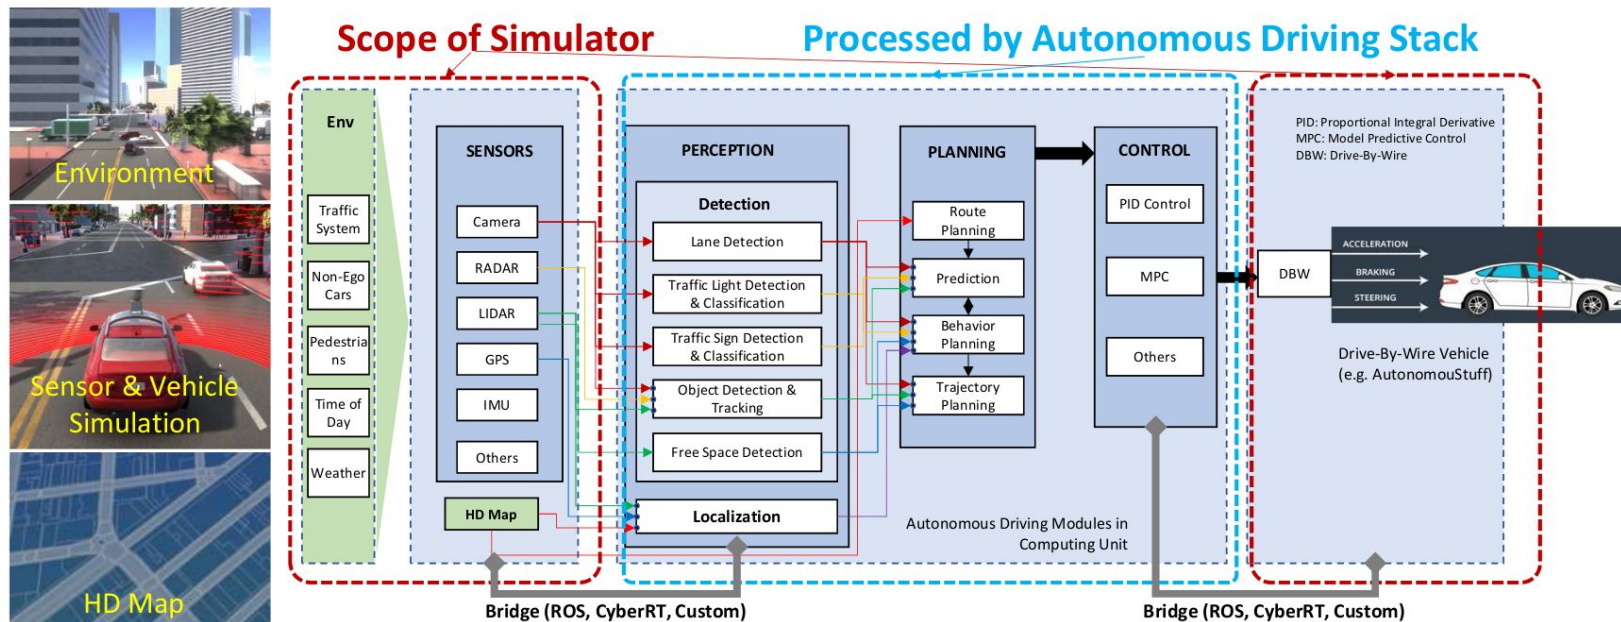 Scope of Simulator
Processed by Autonomous Driving Stack
Environment
Sensor & Vehicle
Simulation
HD Map
Env
Traffic
System
Non-Ego
Cars
Pedestria
ns
Time of
Day
Weather
SENSORS
Camera
RADAR
LIDAR
GPS
IMU
Others
HD Map
PERCEPTION
Detection
Lane Detection
Traffic Light Detection
& Classification
Traffic Sign Detection
& Classification
Object Detection &
Tracking
Free Space Detection
Localization
PLANNING
Route
Planning
Prediction
Behavior
Planning
Trajectory
Planning
Autonomous Driving Modules in
Computing Unit
CONTROL
PID Control
MPC
Others
PID: Proportional Integral Derivative
MPC: Model Predictive Control
DBW: Drive-By-Wire
DBW
ACCELERATION
BRAKING
STEERING
Drive-By-Wire Vehicle
(e.g. AutonomouStuff)
Bridge (ROS, CyberRT, Custom)
Bridge (ROS, CyberRT, Custom)